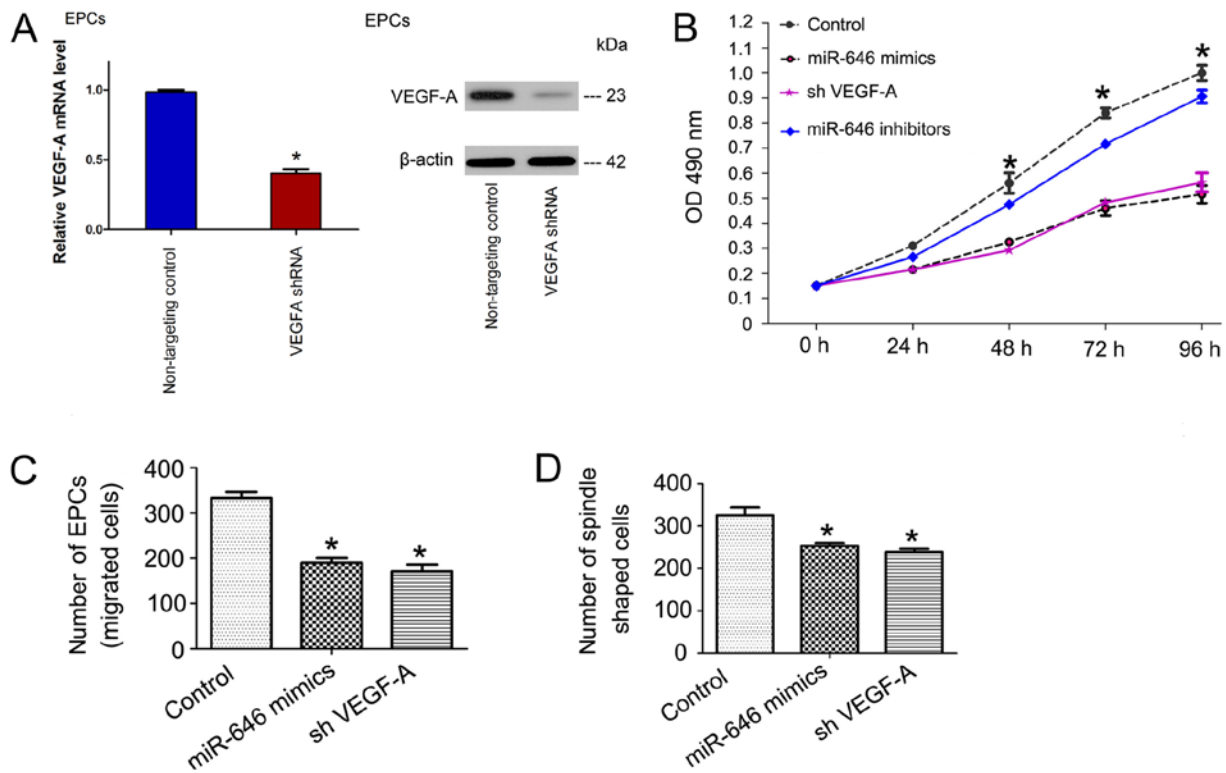 A
EPCs
Relative VEGF-A mRNA level
1.0
0.5
0.0
*
Non-targeting control
VEGFA shRNA
EPCs
kDa
VEGF-A
--- 23
β-actin
--- 42
Non-targeting control
VEGFA shRNA
B
OD 490 nm
1.2
1.1
1.0
0.9
0.8
0.7
0.6
0.5
0.4
0.3
0.2
0.1
0
Control
miR-646 mimics
sh VEGF-A
miR-646 inhibitors
*
*
*
0 h
24 h
48 h
72 h
96 h
C
Number of EPCs
(migrated cells)
400
300
200
100
0
*
*
Control
miR-646 mimics
sh VEGF-A
D
Number of spindle
shaped cells
400
300
200
100
0
*
*
Control
miR-646 mimics
sh VEGF-A